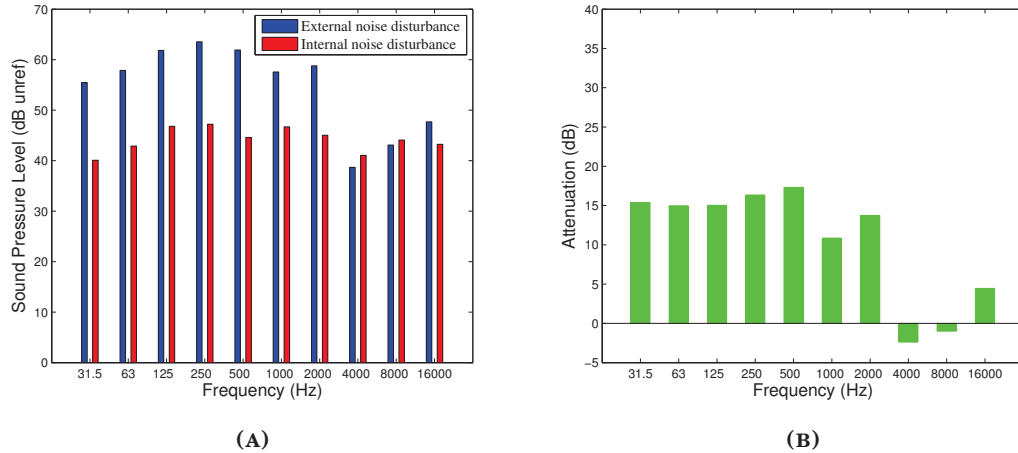 70
60
50
40
30
20
10
0
Sound Pressure Level (dB unref)
External noise disturbance
Internal noise disturbance
31.5 63 125 250 500 1000 2000 4000 8000 16000
Frequency (Hz)
(A)
40
35
30
25
20
15
10
5
0
−5
Attenuation (dB)
31.5 63 125 250 500 1000 2000 4000 8000 16000
Frequency (Hz)
(B)